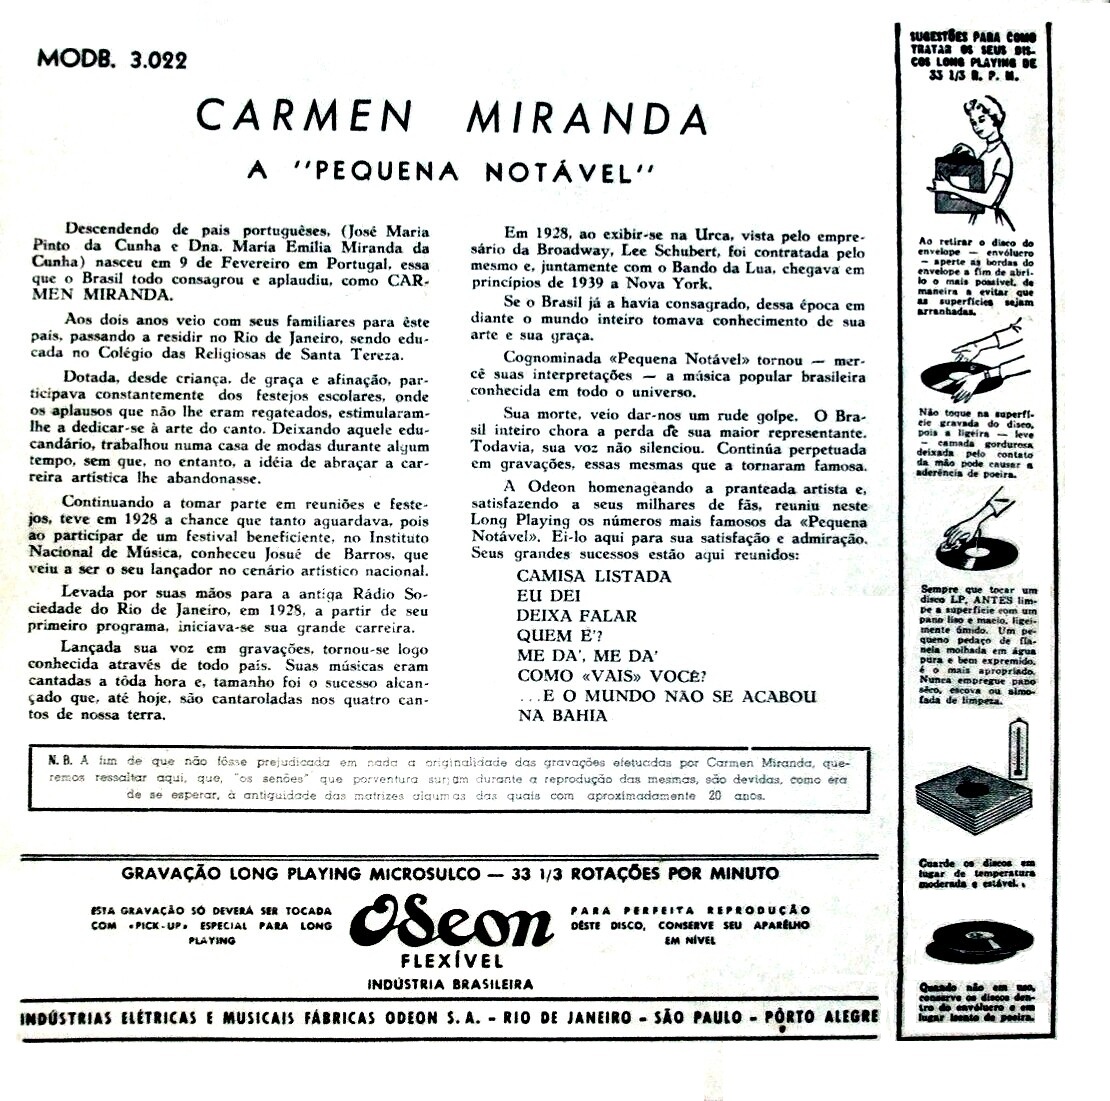 MODB. 3.022
CARMEN MIRANDA
A "PEQUENA NOTÁVEL"
Descendendo de pais portuguêses, (José Maria
Pinto da Cunha e Dna. Maria Emília Miranda da
Cunha) nasceu em 9 de Fevereiro em Portugal, essa
que o Brasil todo consagrou e aplaudiu, como CAR-
MEN MIRANDA.
Aos dois anos veio com seus familiares para êste
pais, passando a residir no Rio de Janeiro, sendo edu-
cada no Colégio das Religiosas de Santa Tereza.
Dotada, desde criança, de graça e afinação, par-
ticipava constantemente dos festejos escolares, onde
os aplausos que não lhe eram regateados, estimularam-
lhe a dedicar-se à arte do canto. Deixando aquele edu-
candário, trabalhou numa casa de modas durante algum
tempo, sem que, no entanto, a idéia de abraçar a car-
reira artistica lhe abandonasse.
Continuando a tomar parte em reuniões e feste-
jos, teve em 1928 a chance que tanto aguardava, pois
ao participar de um festival beneficiente, no Instituto
Nacional de Música, conheceu Josué de Barros, que
veiu a ser o seu lançador no cenário artistico nacional.
Levada por suas mãos para a antiga Rádio So-
ciedade do Rio de Janeiro, em 1928, a partir de seu
primeiro programa, iniciava-se sua grande carreira.
Lançada sua voz em gravações, tornou-se logo
conhecida através de todo pais. Suas músicas eram
cantadas a tôda hora e, tamanho foi o sucesso alcan-
çado que, até hoje, são cantaroladas nos quatro can-
tos de nossa terra.
Em 1928, ao exibir-se na Urca, vista pelo empre-
sário da Broadway, Lee Schubert, foi contratada pelo
mesmo e, juntamente com o Bando da Lua, chegava em
princípios de 1939 a Nova York.
Se o Brasil já a havia consagrado, dessa época em
diante o mundo inteiro tomava conhecimento de sua
arte e sua graça.
Cognominada «Pequena Notável» tornou — mer-
cê suas interpretações — a música popular brasileira
conhecida em todo o universo.
Sua morte, veio dar-nos um rude golpe. O Bra-
sil inteiro chora a perda de sua maior representante.
Todavia, sua voz não silenciou. Continúa perpetuada
em gravações, essas mesmas que a tornaram famosa.
A Odeon homenageando a pranteada artista e,
satisfazendo a seus milhares de fãs, reuniu neste
Long Playing os números mais famosos da «Pequena
Notável». Ei-lo aqui para sua satisfação e admiração.
Seus grandes sucessos estão aqui reunidos:
CAMISA LISTADA
EU DEI
DEIXA FALAR
QUEM E'?
ME DA', ME DA'
COMO «VAIS» VOCÊ?
...E O MUNDO NÃO SE ACABOU
NA BAHIA
N. B. A fim de que não fôsse prejudicada em nada a originalidade das gravações efetuadas por Carmen Miranda, que-
remos ressaltar aqui, que, "os senões" que porventura surjam durante a reprodução das mesmas, são devidas, como era
de se esperar, à antiguidade das matrizes algumas das quais com aproximadamente 20 anos.
GRAVAÇÃO LONG PLAYING MICROSULCO — 33 1/3 ROTAÇÕES POR MINUTO
ESTA GRAVAÇÃO SÓ DEVERÁ SER TOCADA
COM «PICK-UP» ESPECIAL PARA LONG
PLAYING
Odeon
FLEXÍVEL
INDÚSTRIA BRASILEIRA
PARA PERFEITA REPRODUÇÃO
DÊSTE DISCO, CONSERVE SEU APARÊLHO
EM NÍVEL
INDÚSTRIAS ELÉTRICAS E MUSICAIS FÁBRICAS ODEON S. A. - RIO DE JANEIRO - SÃO PAULO - PÔRTO ALEGRE
SUGESTÕES PARA COMO
TRATAR OS SEUS DIS-
COS LONG PLAYING DE
33 1/3 R. P. M.
Ao retirar o disco do
envelope — envólucro
— aperte as bordas do
envelope a fim de abri-
lo o mais possível, de
maneira a evitar que
as superfícies sejam
arranhadas.
Não toque na superfí-
cie gravada do disco,
pois a ligeira — leve
— camada gordurosa
deixada pelo contato
da mão pode causar a
aderência de poeira.
Sempre que tocar um
disco LP, ANTES lim-
pe a superfície com um
pano liso e macio, ligei-
mente úmido. Um pe-
queno pedaço de fla-
nela molhada em água
pura e bem expremido,
é o mais apropriado.
Nunca empregue pano
sêco, escova ou almo-
fada de limpeza.
Guarde os discos em
lugar de temperatura
moderada e estável.
Quando não em uso,
conserve os discos den-
tro do envólucro e em
lugar isento de poeira.